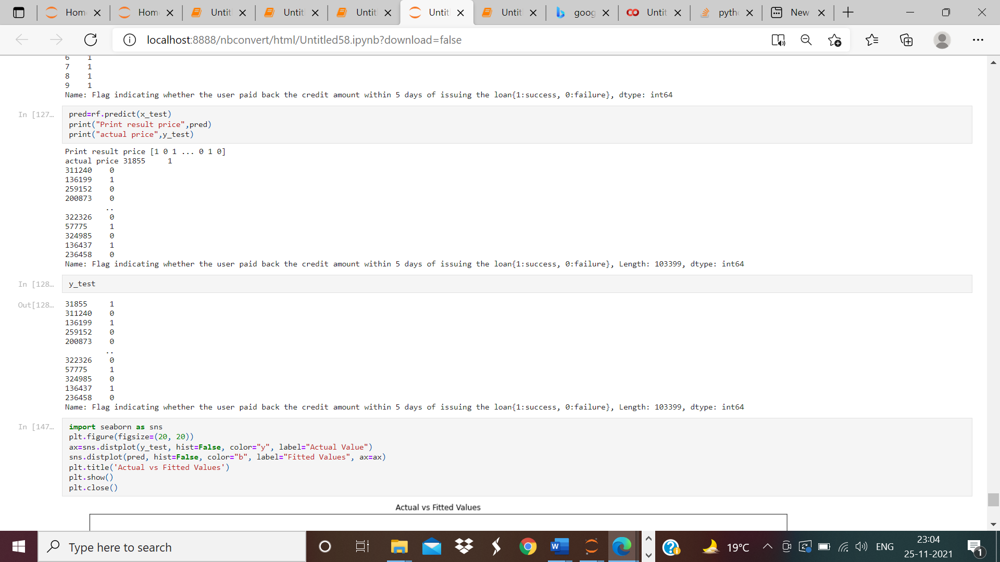 Hom
Hom
Untit
Untit
Untit
Untit
Untit
goog
Untit
pyth
New
localhost:8888/nbconvert/html/Untitled58.ipynb?download=false
6 1
7 1
8 1
9 1
Name: Flag indicating whether the user paid back the credit amount within 5 days of issuing the loan{1:success, 0:failure}, dtype: int64
In [127…
pred=rf.predict(x_test)
print("Print result price",pred)
print("actual price",y_test)
Print result price [1 0 1 ... 0 1 0]
actual price 31855 1
311240 0
136199 1
259152 0
200873 0
..
322326 0
57775 1
324985 0
136437 1
236458 0
Name: Flag indicating whether the user paid back the credit amount within 5 days of issuing the loan{1:success, 0:failure}, Length: 103399, dtype: int64
In [128…
y_test
Out[128…
31855 1
311240 0
136199 1
259152 0
200873 0
..
322326 0
57775 1
324985 0
136437 1
236458 0
Name: Flag indicating whether the user paid back the credit amount within 5 days of issuing the loan{1:success, 0:failure}, Length: 103399, dtype: int64
In [147…
import seaborn as sns
plt.figure(figsize=(20, 20))
ax=sns.distplot(y_test, hist=False, color="y", label="Actual Value")
sns.distplot(pred, hist=False, color="b", label="Fitted Values", ax=ax)
plt.title('Actual vs Fitted Values')
plt.show()
plt.close()
Actual vs Fitted Values
Type here to search
19°C
ENG
23:04
25-11-2021
1